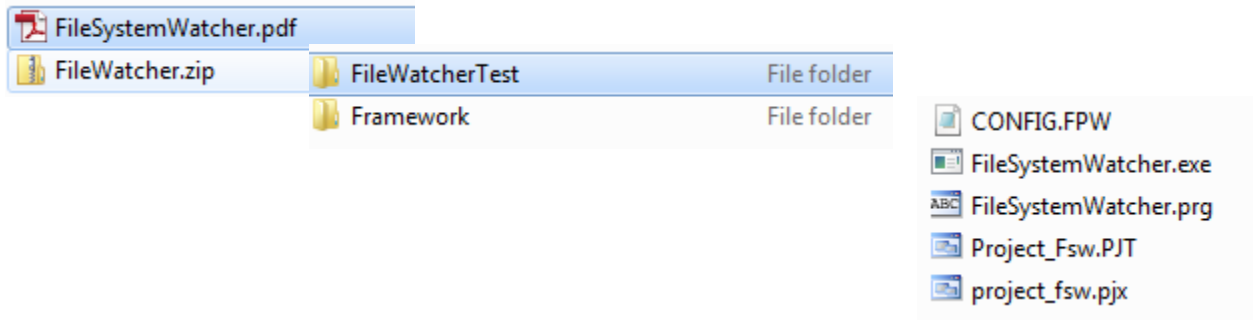 FileSystemWatcher.pdf
FileWatcher.zip
FileWatcherTest File folder
Framework File folder
CONFIG.FPW
FileSystemWatcher.exe
ABC FileSystemWatcher.prg
Project_Fsw.PJT
project_fsw.pjx